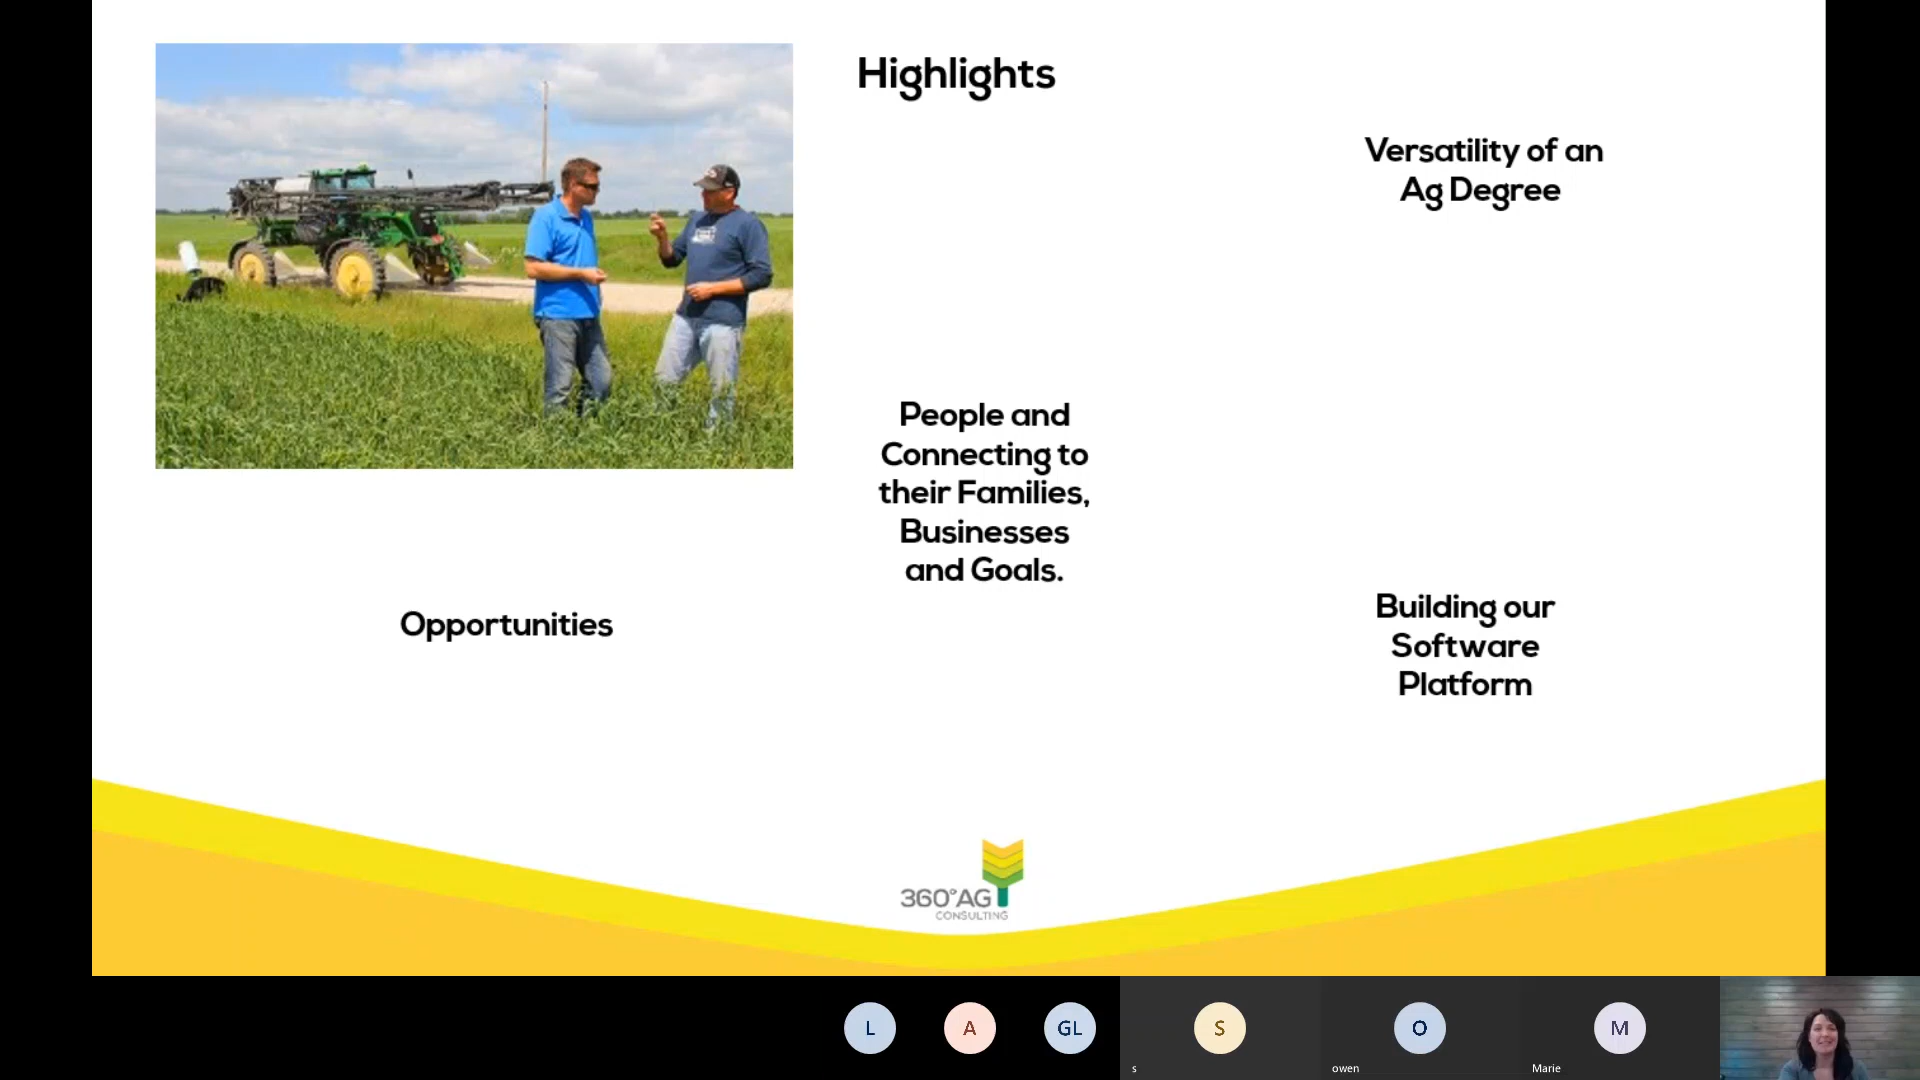 Highlights
Versatility of an
Ag Degree
People and
Connecting to
their Families,
Businesses
and Goals.
Opportunities
Building our
Software
Platform
360°AG
CONSULTING
L
A
GL
S
O
M
s
owen
Marie